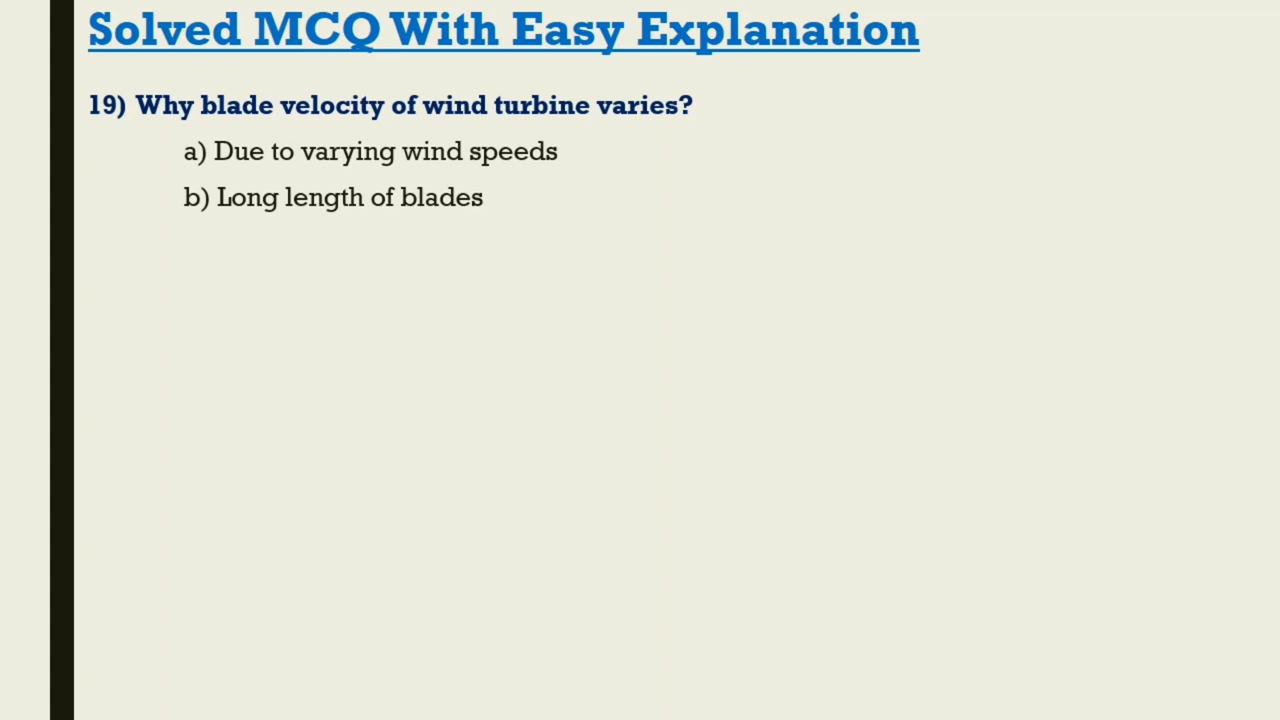 Solved MCQ With Easy Explanation
19) Why blade velocity of wind turbine varies?
a) Due to varying wind speeds
b) Long length of blades